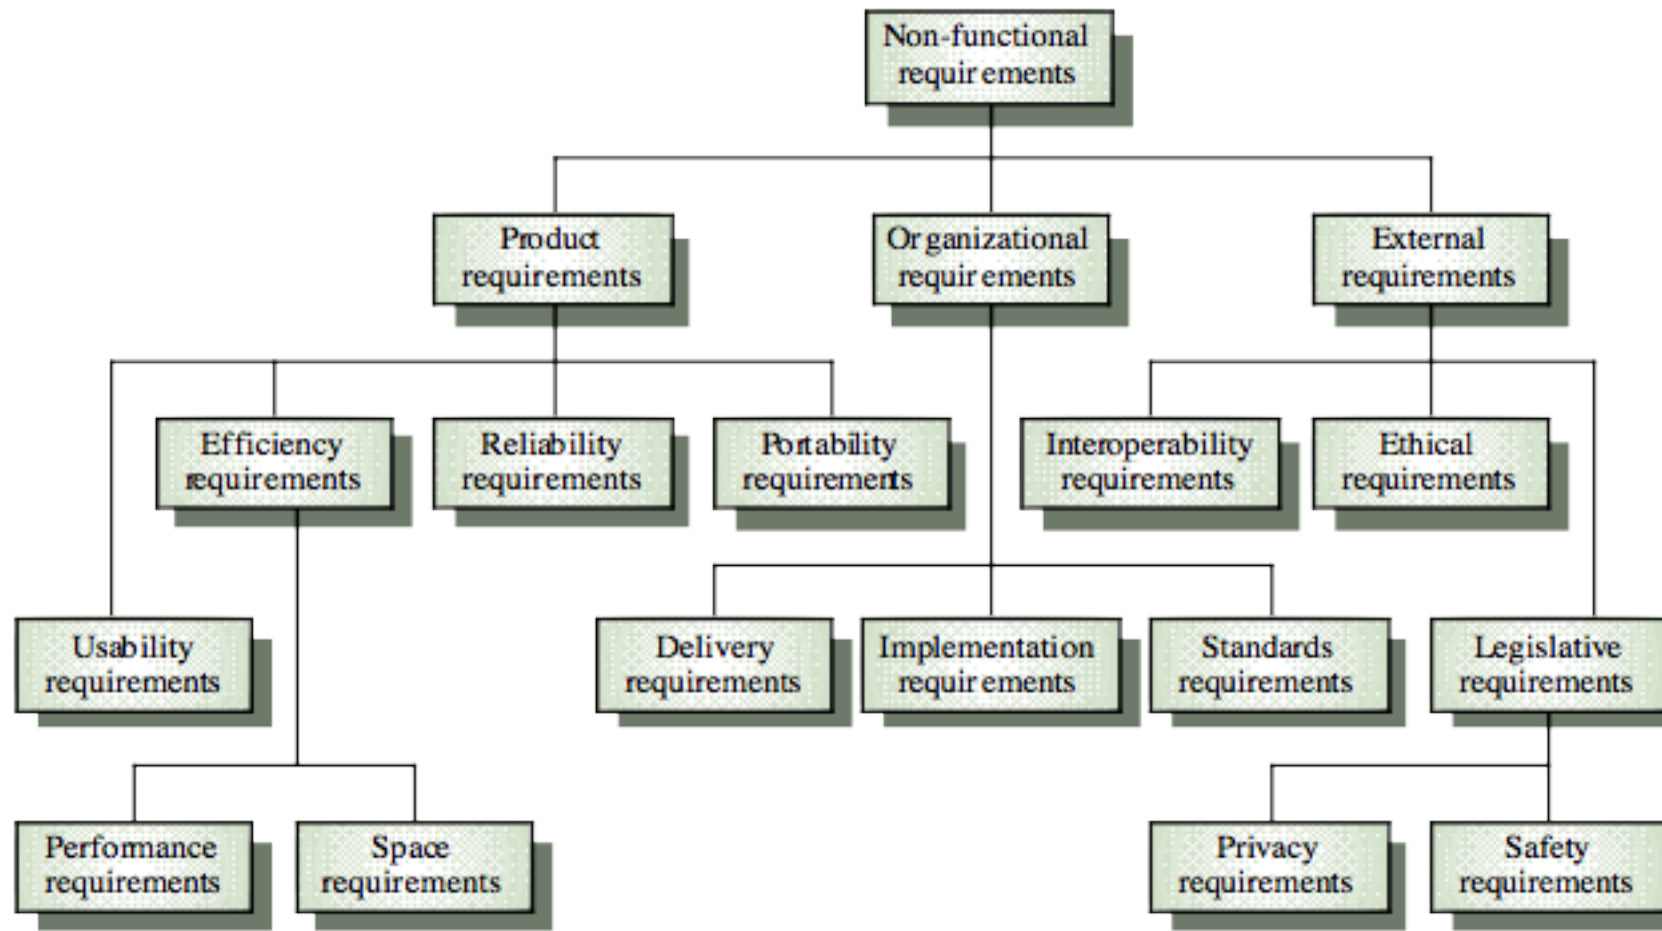 Non-functional
requirements
Product
requirements
Organizational
requirements
External
requirements
Efficiency
requirements
Reliability
requirements
Portability
requirements
Interoperability
requirements
Ethical
requirements
Usability
requirements
Delivery
requirements
Implementation
requirements
Standards
requirements
Legislative
requirements
Performance
requirements
Space
requirements
Privacy
requirements
Safety
requirements